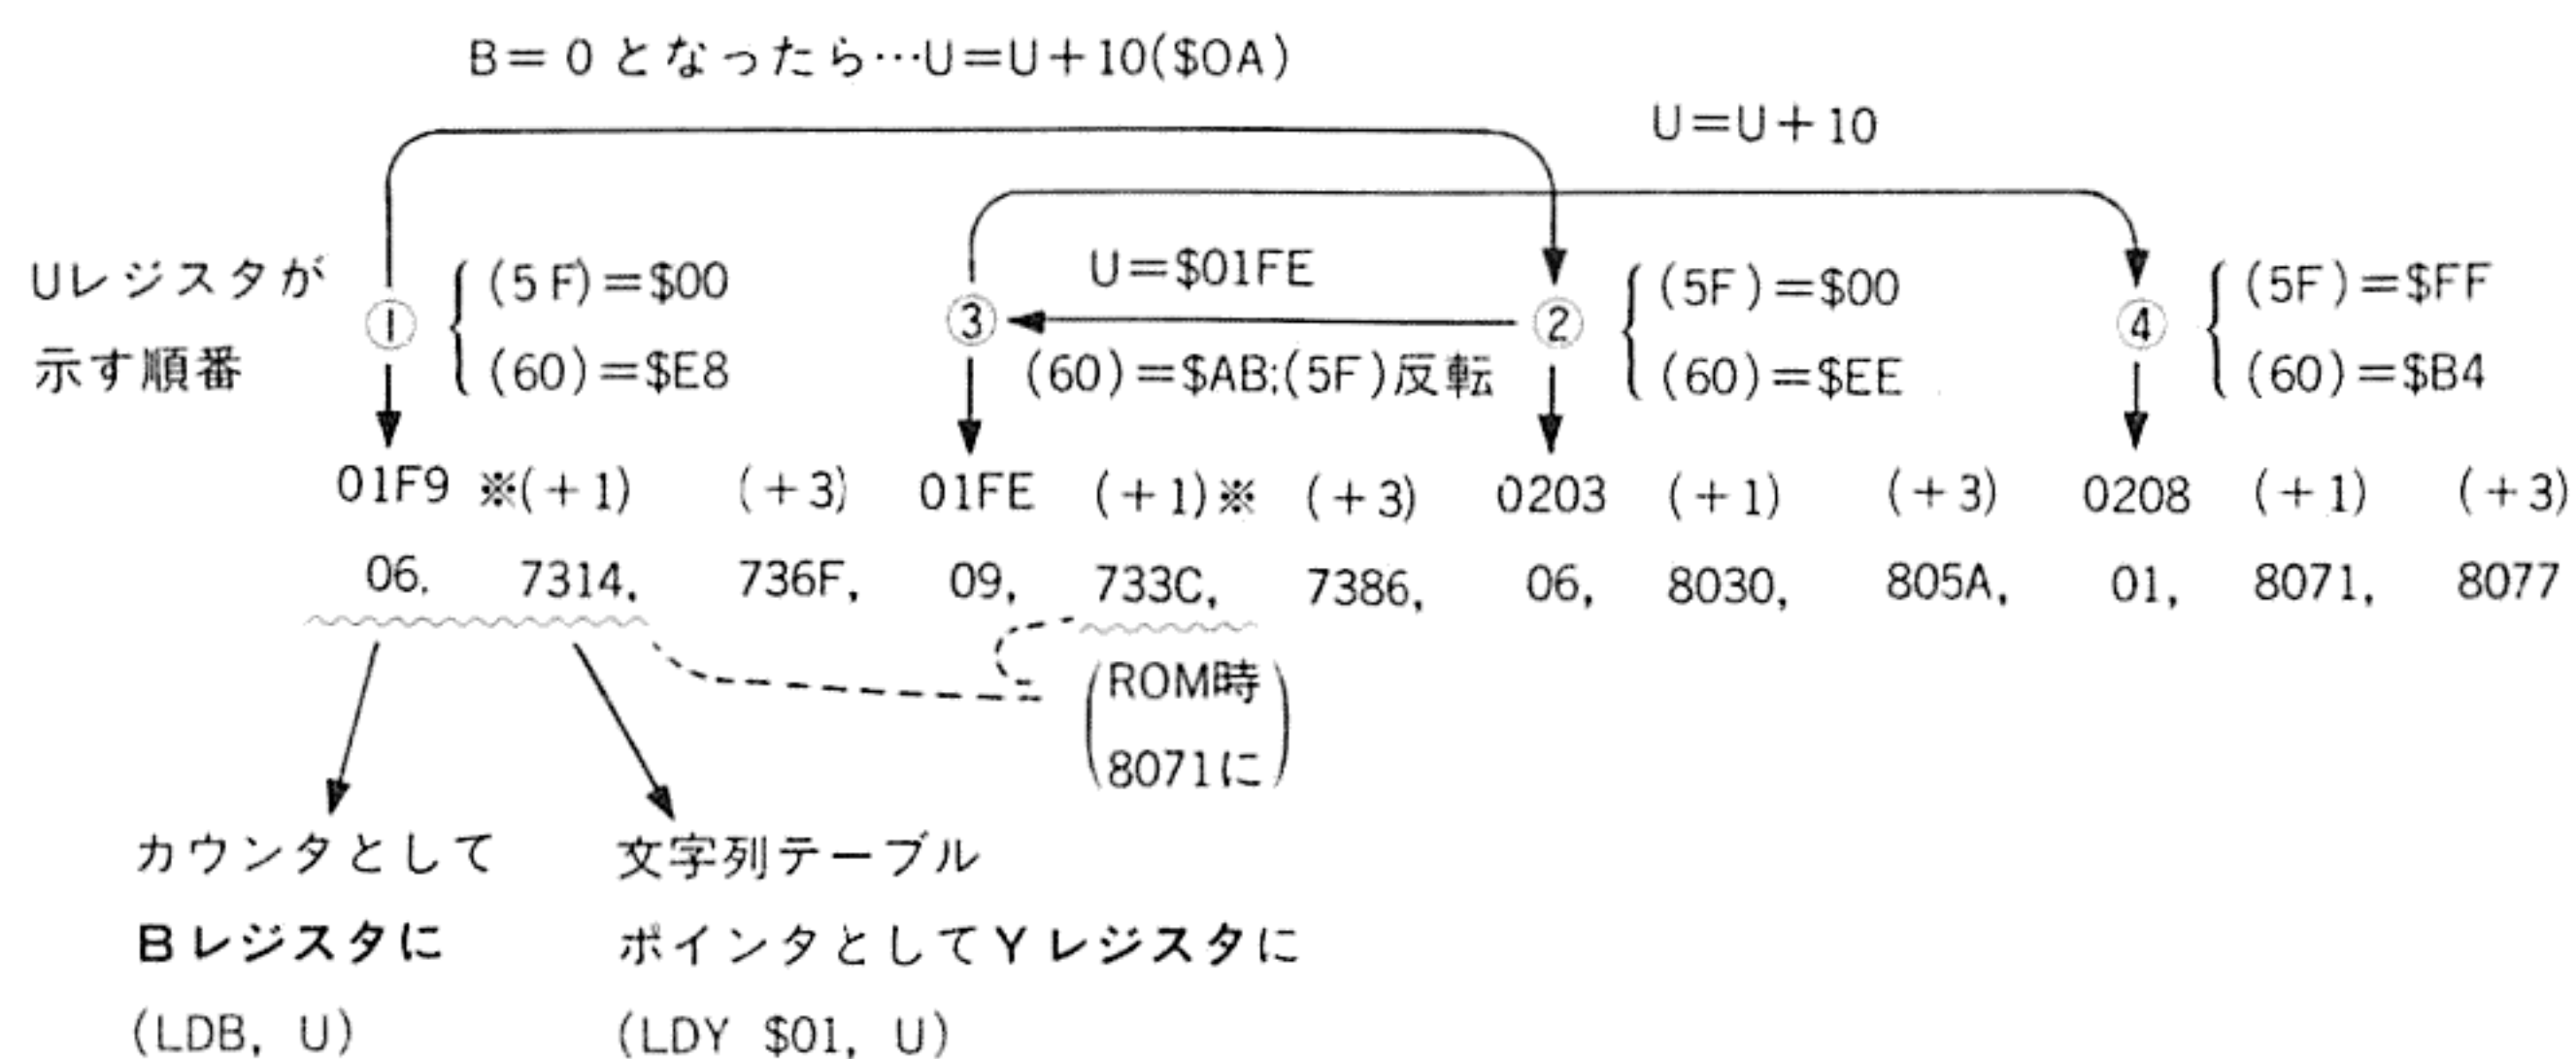 B=0となったら…U=U+10($0A)
U=U+10
Uレジスタが
示す順番
① (5F)=$00
(60)=$E8
③ U=$01FE
(60)=$AB;(5F)反転
② (5F)=$00
(60)=$EE
④ (5F)=$FF
(60)=$B4
01F9 ※(+1) (+3) 01FE (+1)※ (+3) 0203 (+1) (+3) 0208 (+1) (+3)
06. 7314, 736F, 09, 733C, 7386, 06, 8030, 805A, 01, 8071, 8077
(ROM時
8071に)
カウンタとして
Bレジスタに
(LDB, U)
文字列テーブル
ポインタとしてYレジスタに
(LDY $01, U)